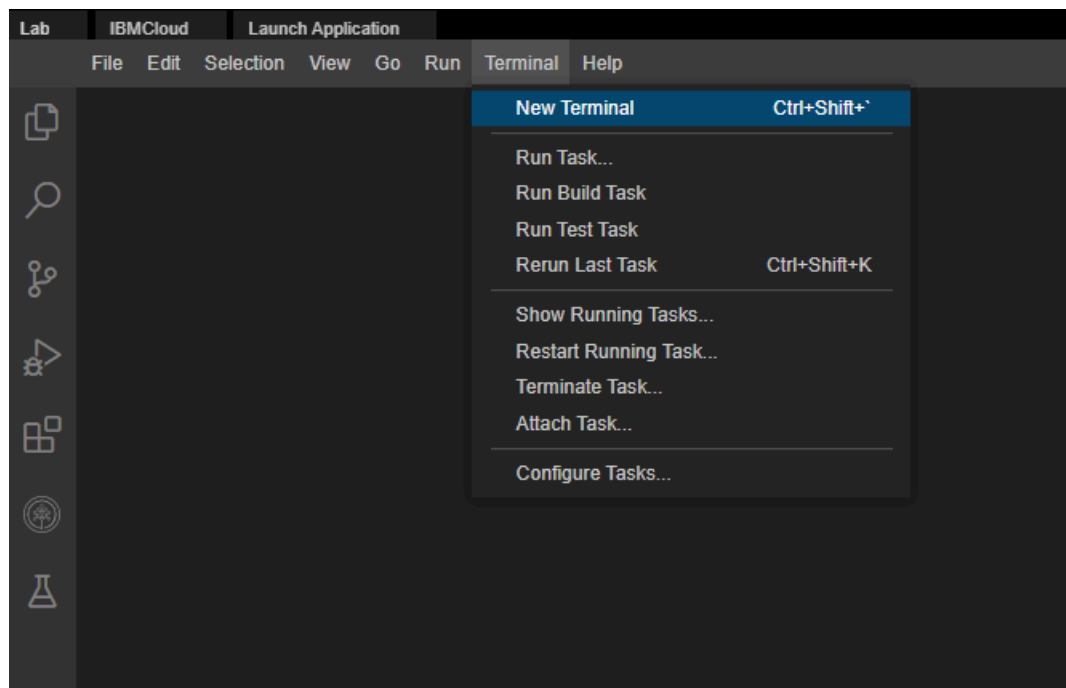 Lab IBMCloud Launch Application
File Edit Selection View Go Run Terminal Help
New Terminal Ctrl+Shift+`
Run Task...
Run Build Task
Run Test Task
Rerun Last Task Ctrl+Shift+K
Show Running Tasks...
Restart Running Task...
Terminate Task...
Attach Task...
Configure Tasks...